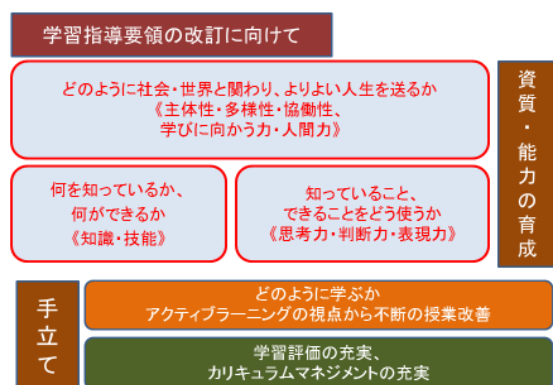 学習指導要領の改訂に向けて
どのように社会・世界と関わり、よりよい人生を送るか
《主体性・多様性・協働性、
学びに向かう力・人間力》
何を知っているか、
何ができるか
《知識・技能》
知っていること、
できることをどう使うか
《思考力・判断力・表現力》
資質・能力の育成
手立て
どのように学ぶか
アクティブラーニングの視点から不断の授業改善
学習評価の充実、
カリキュラムマネジメントの充実